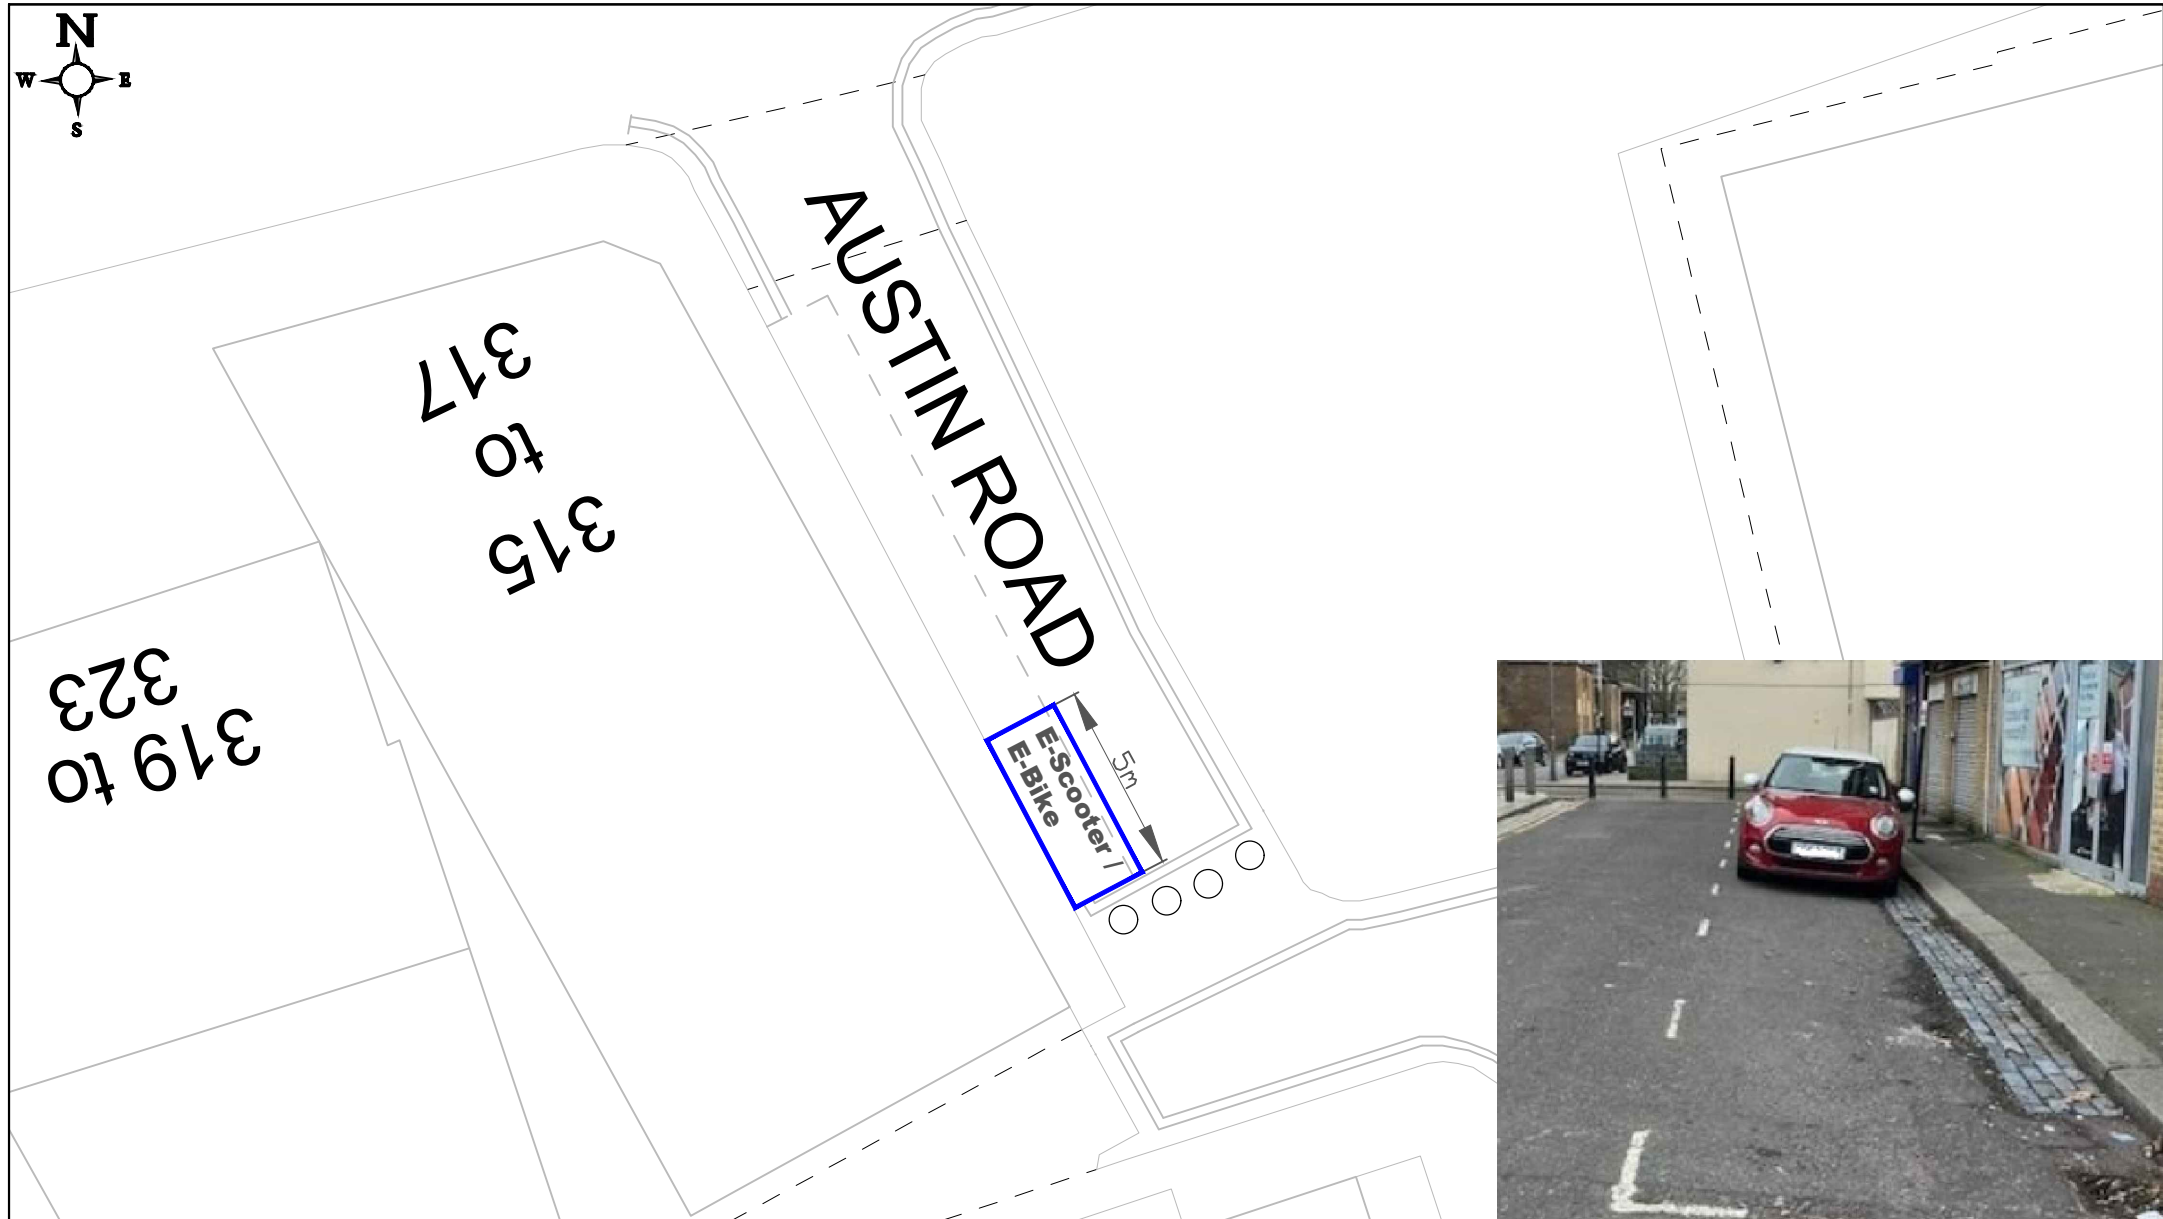 N
W
E
S
AUSTIN ROAD
317
to
315
323
319 to
E-Scooter /
E-Bike
5m